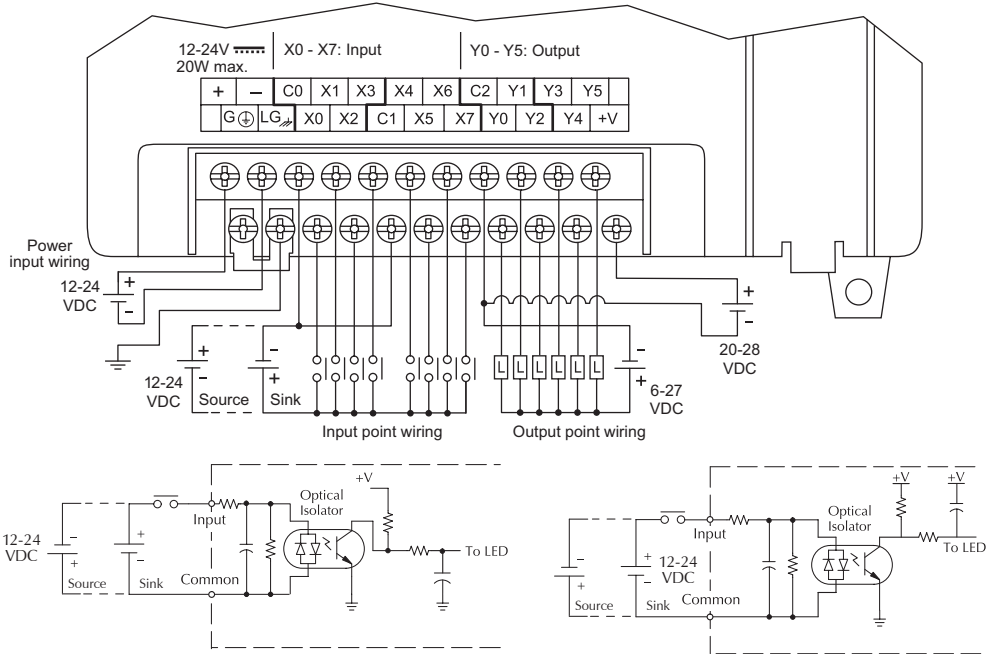 12-24V
20W max.
X0 - X7: Input
Y0 - Y5: Output
+ – C0 X1 X3 X4 X6 C2 Y1 Y3 Y5
G LG X0 X2 C1 X5 X7 Y0 Y2 Y4 +V
Power
input wiring
12-24
VDC
+
-
+
-
20-28
VDC
12-24
VDC
+
-
Source
-
+
Sink
L L L L L L
-
+
6-27
VDC
Input point wiring
Output point wiring
12-24
VDC
-
+
Source
+
-
Sink
Input
Common
Optical
Isolator
+V
To LED
-
+
Source
+
-
Sink
12-24
VDC
Input
Common
Optical
Isolator
+V
+V
To LED